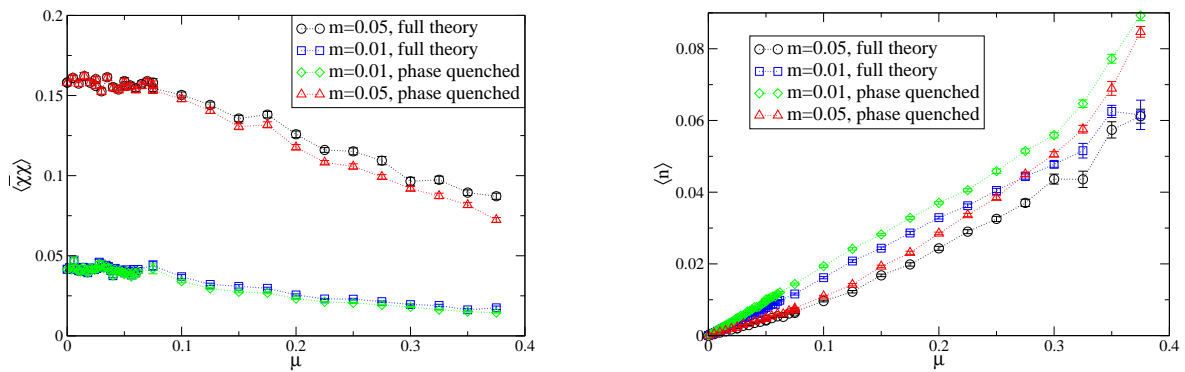 0.2
0.15
0.1
0.05
0
⟨χ̅χ⟩
m=0.05, full theory
m=0.01, full theory
m=0.01, phase quenched
m=0.05, phase quenched
0 0.1 0.2 0.3 0.4
μ
0.08
0.06
0.04
0.02
0
⟨n⟩
m=0.05, full theory
m=0.01, full theory
m=0.01, phase quenched
m=0.05, phase quenched
0 0.1 0.2 0.3 0.4
μ